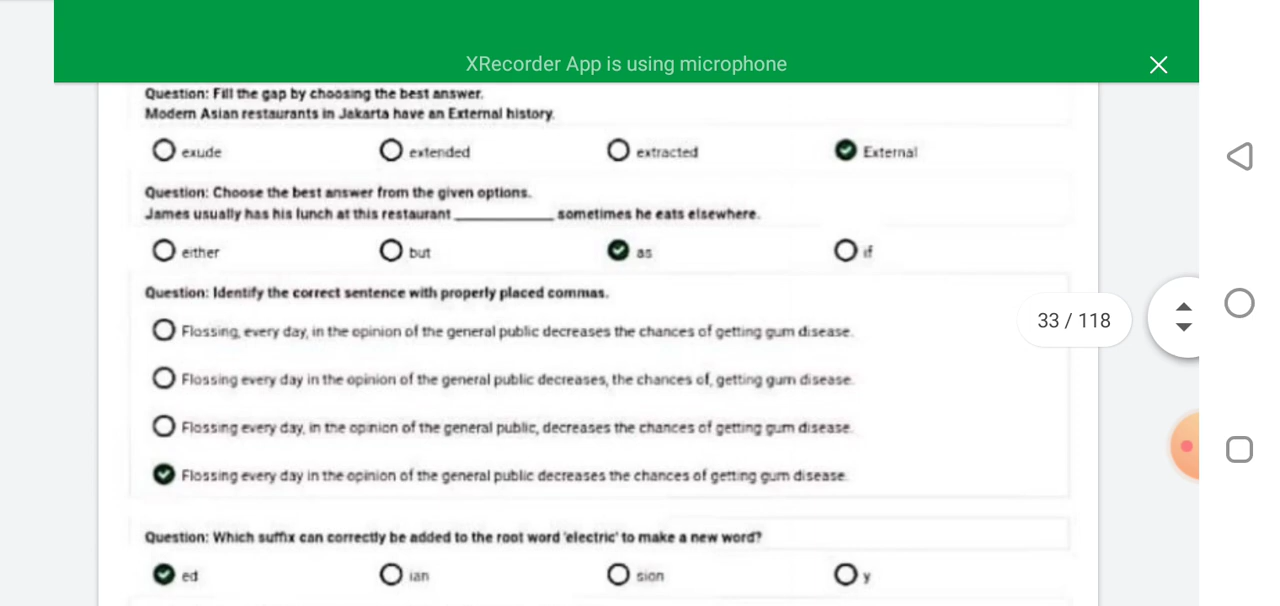 XRecorder App is using microphone
Question: Fill the gap by choosing the best answer.
Modern Asian restaurants in Jakarta have an External history.
exude extended extracted External
Question: Choose the best answer from the given options.
James usually has his lunch at this restaurant __________ sometimes he eats elsewhere.
either but as if
Question: Identify the correct sentence with properly placed commas.
Flossing, every day, in the opinion of the general public decreases the chances of getting gum disease.
33 / 118
Flossing every day in the opinion of the general public decreases, the chances of, getting gum disease.
Flossing every day, in the opinion of the general public, decreases the chances of getting gum disease.
Flossing every day in the opinion of the general public decreases the chances of getting gum disease.
Question: Which suffix can correctly be added to the root word 'electric' to make a new word?
ed ian sion y